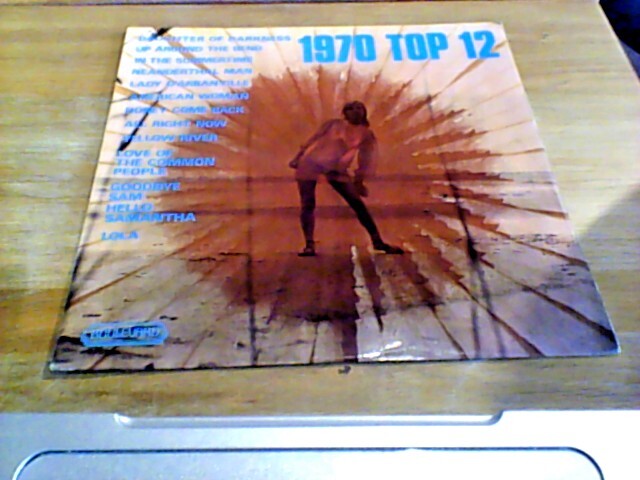 1970 TOP 12
DAUGHTER OF DARKNESS
UP AROUND THE BEND
IN THE SUMMERTIME
NEANDERTHAL MAN
LADY D'ARBANVILLE
AMERICAN WOMAN
HONEY COME BACK
ALL RIGHT NOW
YELLOW RIVER
LOVE OF
THE COMMON
PEOPLE
GOODBYE
SAM
HELLO
SAMANTHA
LOLA
BOULEVARD